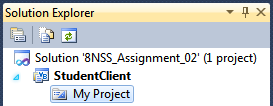 Solution Explorer
Solution '8NSS_Assignment_02' (1 project)
StudentClient
My Project